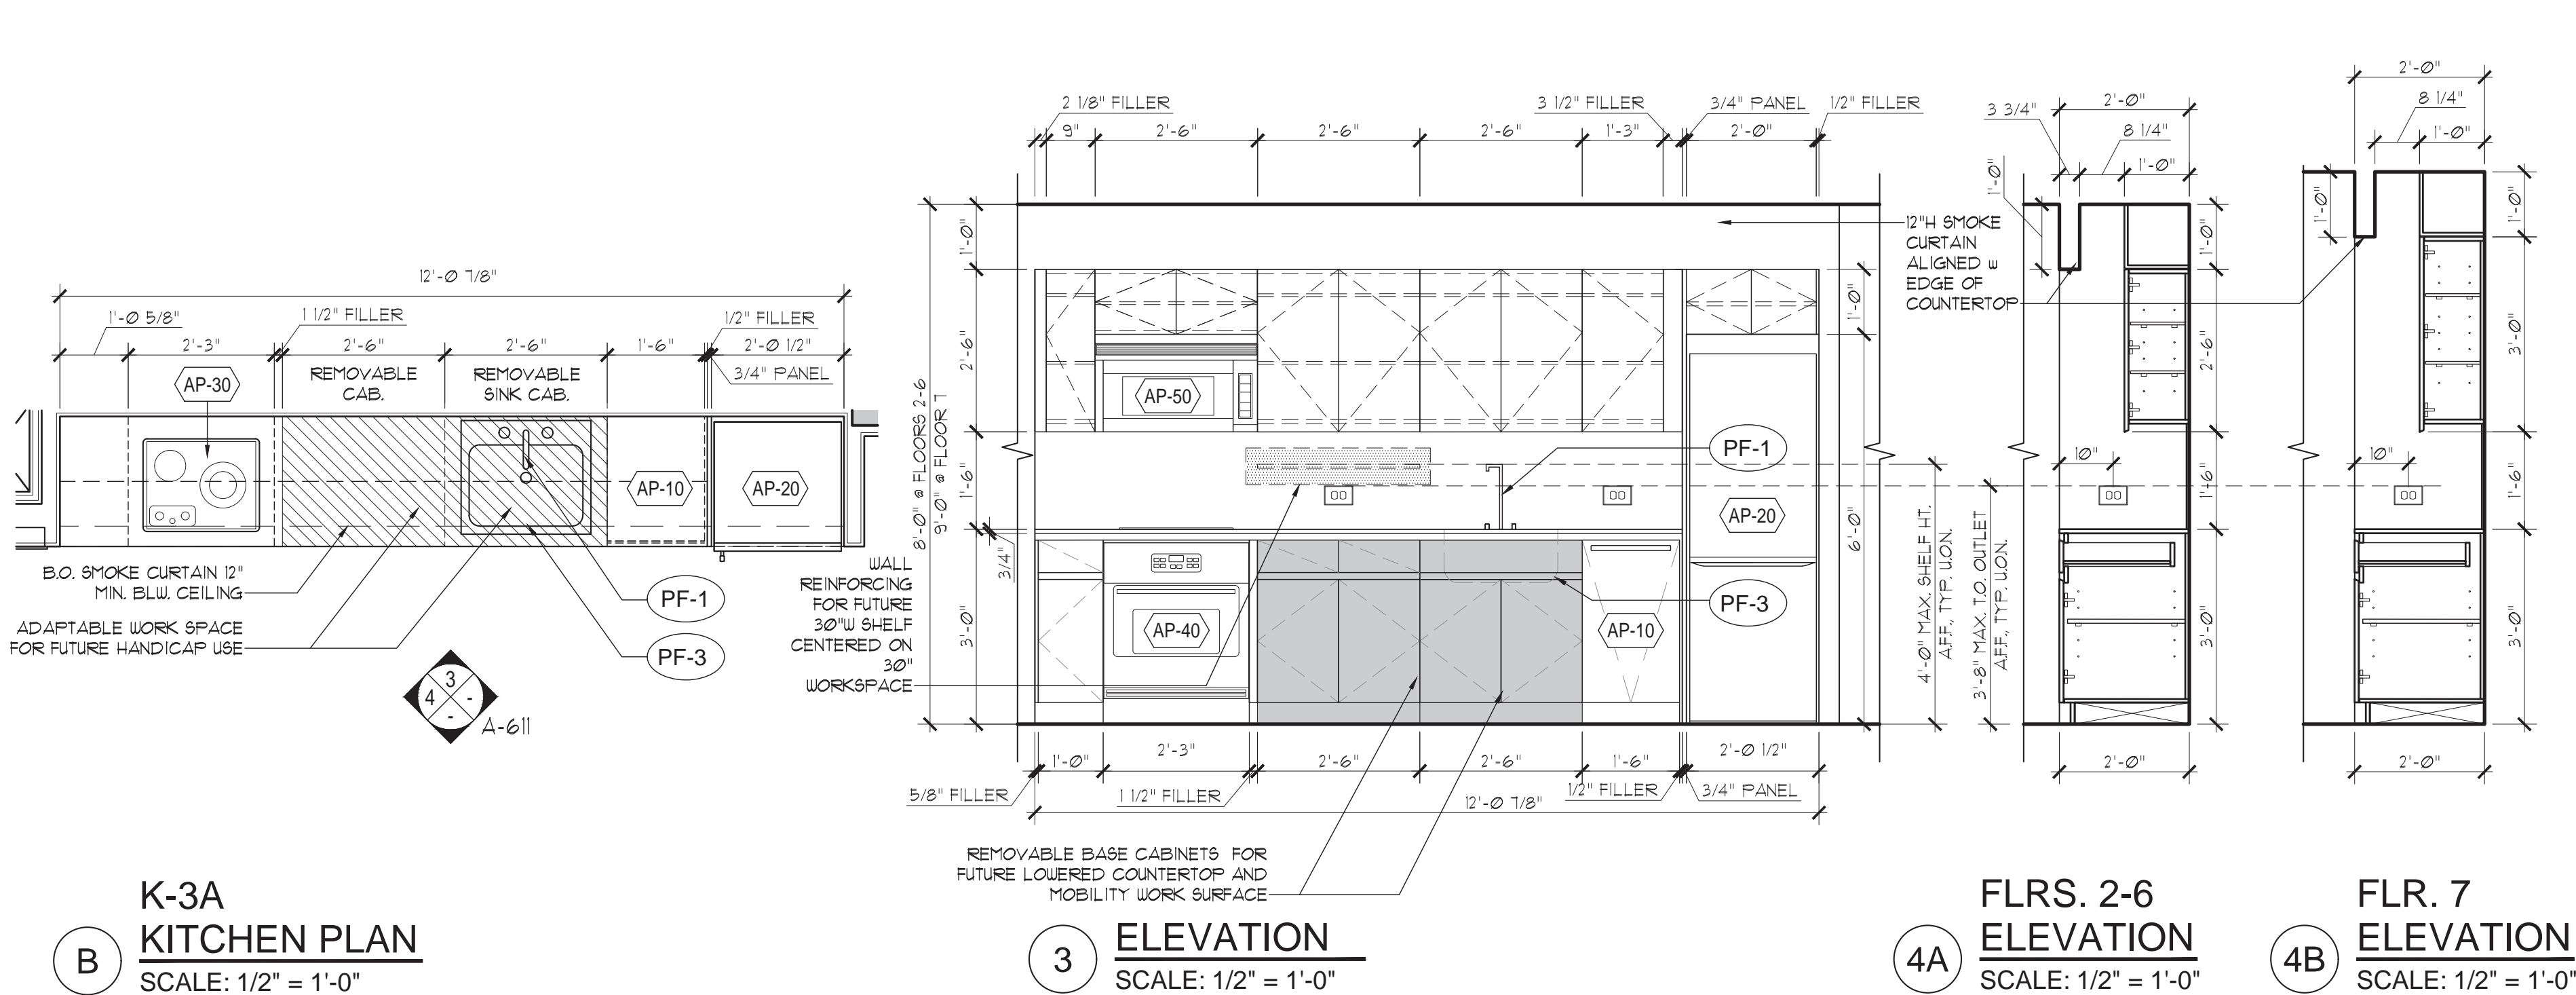 12'-0 7/8"
1'-0 5/8"
1 1/2" FILLER
1/2" FILLER
2'-3"
2'-6"
2'-6"
1'-6"
2'-0 1/2"
3/4" PANEL
REMOVABLE
CAB.
REMOVABLE
SINK CAB.
AP-30
AP-10
AP-20
B.O. SMOKE CURTAIN 12"
MIN. BLW. CEILING
ADAPTABLE WORK SPACE
FOR FUTURE HANDICAP USE
PF-1
PF-3
3
4
-
-
A-611
B
K-3A
KITCHEN PLAN
SCALE: 1/2" = 1'-0"
2 1/8" FILLER
3 1/2" FILLER
3/4" PANEL
1/2" FILLER
9"
2'-6"
2'-6"
2'-6"
1'-3"
2'-0"
8'-0" @ FLOORS 2-6
9'-0" @ FLOOR 7
1'-0"
2'-6"
1'-6"
3/4"
3'-0"
AP-50
AP-40
AP-10
AP-20
PF-1
PF-3
1'-0"
6'-0"
12"H SMOKE
CURTAIN
ALIGNED W
EDGE OF
COUNTERTOP
WALL
REINFORCING
FOR FUTURE
30"W SHELF
CENTERED ON
30"
WORKSPACE
4'-0" MAX. SHELF HT.
A.F.F., TYP. U.O.N.
3'-8" MAX. T.O. OUTLET
A.F.F., TYP. U.O.N.
1'-0"
2'-3"
2'-6"
2'-6"
1'-6"
2'-0 1/2"
5/8" FILLER
1 1/2" FILLER
1/2" FILLER
3/4" PANEL
12'-0 7/8"
REMOVABLE BASE CABINETS FOR
FUTURE LOWERED COUNTERTOP AND
MOBILITY WORK SURFACE
3
ELEVATION
SCALE: 1/2" = 1'-0"
3 3/4"
2'-0"
8 1/4"
1'-0"
1'-0"
1'-0"
2'-6"
10"
1'-6"
3'-0"
2'-0"
4A
FLRS. 2-6
ELEVATION
SCALE: 1/2" = 1'-0"
2'-0"
8 1/4"
1'-0"
1'-0"
1'-0"
3'-0"
10"
1'-6"
3'-0"
2'-0"
4B
FLR. 7
ELEVATION
SCALE: 1/2" = 1'-0"